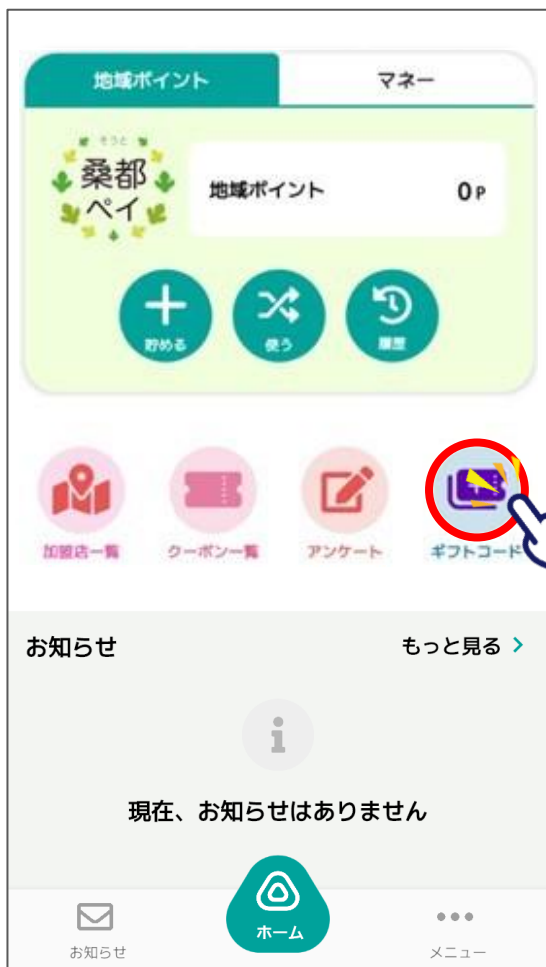 地域ポイント
マネー
そうと
桑都
ペイ
地域ポイント
0 P
貯める
使う
履歴
加盟店一覧
クーポン一覧
アンケート
ギフトコード
お知らせ
もっと見る
現在、お知らせはありません
お知らせ
ホーム
メニュー